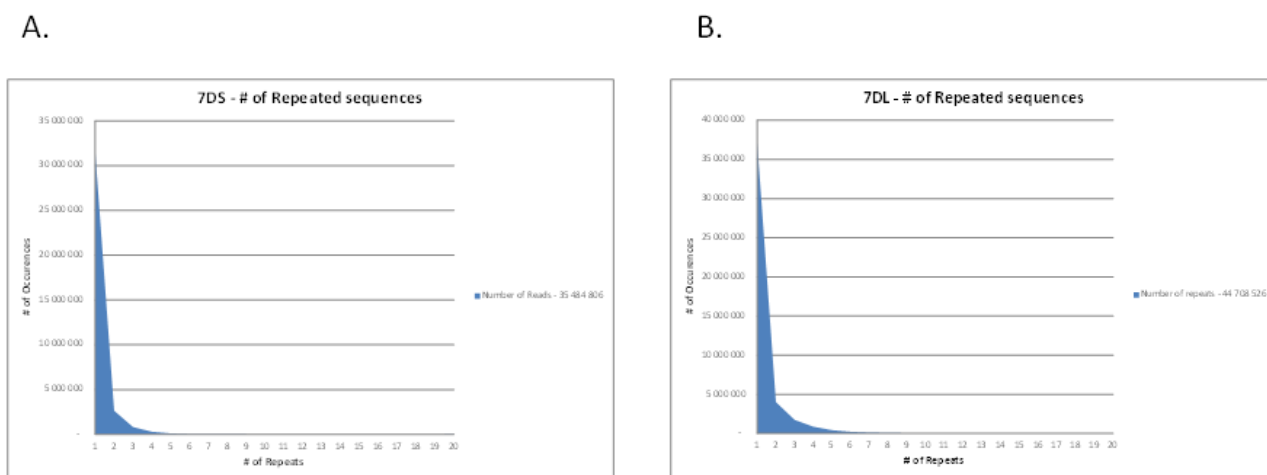 A.
B.
7DS - # of Repeated sequences
35 000 000
30 000 000
25 000 000
20 000 000
15 000 000
10 000 000
5 000 000
-
# of Occurences
1 2 3 4 5 6 7 8 9 10 11 12 13 14 15 16 17 18 19 20
# of Repeats
Number of Reads - 35 484 806
7DL - # of Repeated sequences
40 000 000
35 000 000
30 000 000
25 000 000
20 000 000
15 000 000
10 000 000
5 000 000
-
# of Occurences
1 2 3 4 5 6 7 8 9 10 11 12 13 14 15 16 17 18 19 20
# of Repeats
Number of repeats - 44 708 526